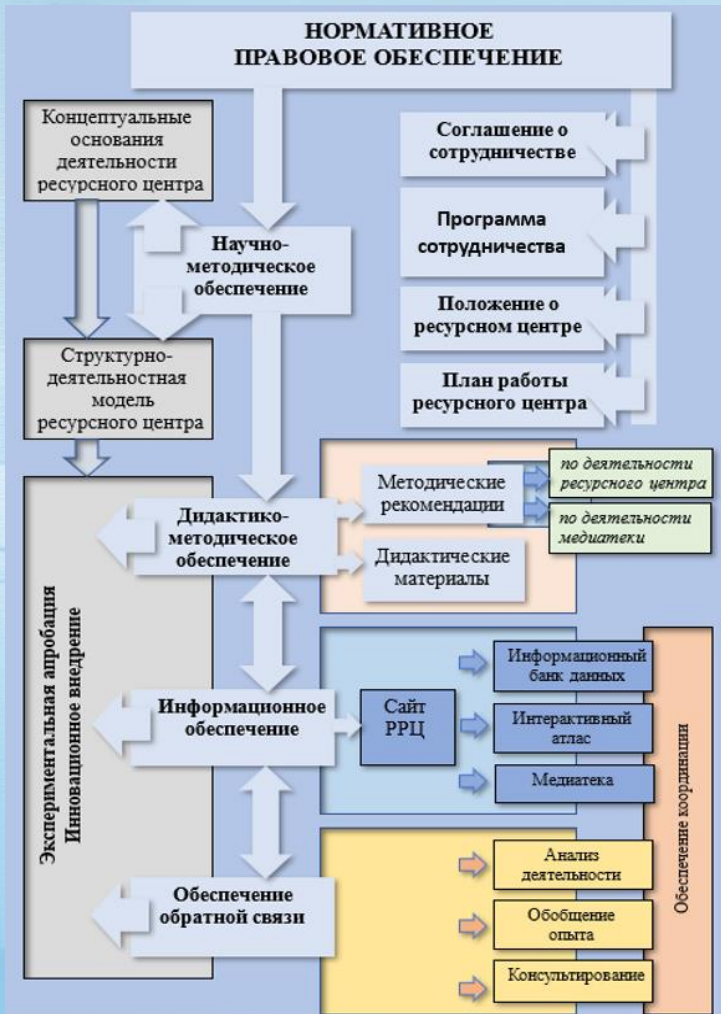 НОРМАТИВНОЕ
ПРАВОВОЕ ОБЕСПЕЧЕНИЕ
Концептуальные
основания
деятельности
ресурсного центра
Соглашение о
сотрудничестве
Программа
сотрудничества
Научно-
методическое
обеспечение
Положение о
ресурсном центре
Структурно-
деятельностная
модель
ресурсного центра
План работы
ресурсного центра
Методические
рекомендации
по деятельности
ресурсного центра
по деятельности
медиатеки
Дидактико-
методическое
обеспечение
Дидактические
материалы
Экспериментальная апробация
Инновационное внедрение
Информационное
обеспечение
Сайт
РРЦ
Информационный
банк данных
Интерактивный
атлас
Медиатека
Обеспечение координации
Обеспечение
обратной связи
Анализ
деятельности
Обобщение
опыта
Консультирование